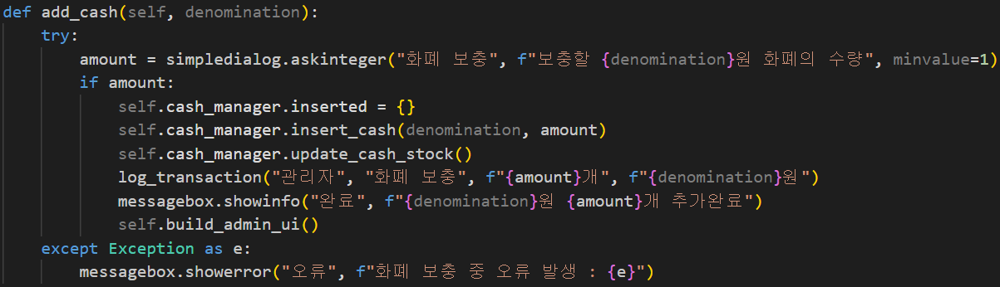 def add_cash(self, denomination):
    try:
        amount = simpledialog.askinteger("화폐 보충", f"보충할 {denomination}원 화폐의 수량", minvalue=1)
        if amount:
            self.cash_manager.inserted = {}
            self.cash_manager.insert_cash(denomination, amount)
            self.cash_manager.update_cash_stock()
            log_transaction("관리자", "화폐 보충", f"{amount}개", f"{denomination}원")
            messagebox.showinfo("완료", f"{denomination}원 {amount}개 추가완료")
            self.build_admin_ui()
    except Exception as e:
        messagebox.showerror("오류", f"화폐 보충 중 오류 발생 : {e}")